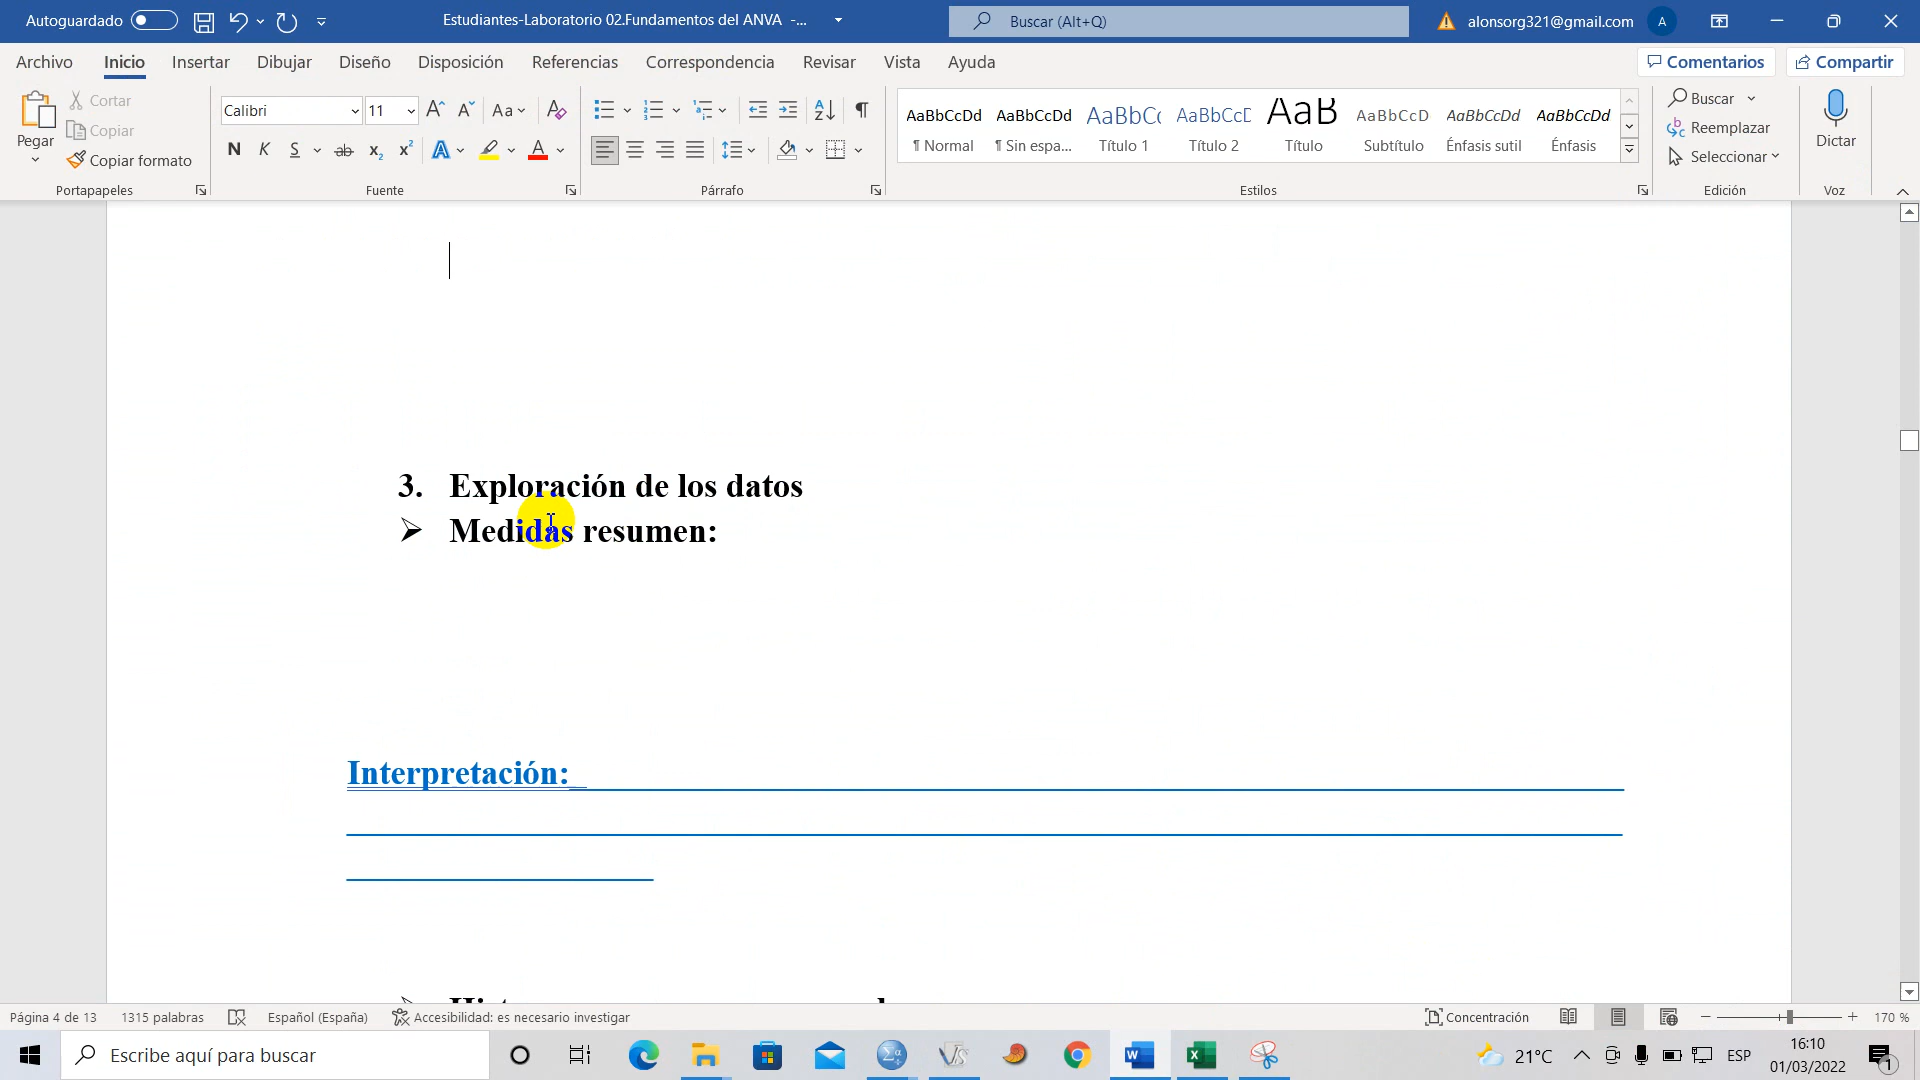 Autoguardado
Estudiantes-Laboratorio 02.Fundamentos del ANVA -...
Buscar (Alt+Q)
alonsorg321@gmail.com
A
Archivo
Inicio
Insertar
Dibujar
Diseño
Disposición
Referencias
Correspondencia
Revisar
Vista
Ayuda
Comentarios
Compartir
Pegar
Cortar
Copiar
Copiar formato
Portapapeles
Calibri
11
Fuente
Párrafo
AaBbCcDd
¶ Normal
AaBbCcDd
¶ Sin espa...
AaBbCc
Título 1
AaBbCcD
Título 2
AaB
Título
AaBbCcD
Subtítulo
AaBbCcDd
Énfasis sutil
AaBbCcDd
Énfasis
Estilos
Buscar
Reemplazar
Seleccionar
Edición
Dictar
Voz
3. Exploración de los datos
➢ Medidas resumen:
Interpretación:
Página 4 de 13
1315 palabras
Español (España)
Accesibilidad: es necesario investigar
Concentración
170 %
Escribe aquí para buscar
21°C
ESP
16:10
01/03/2022
1